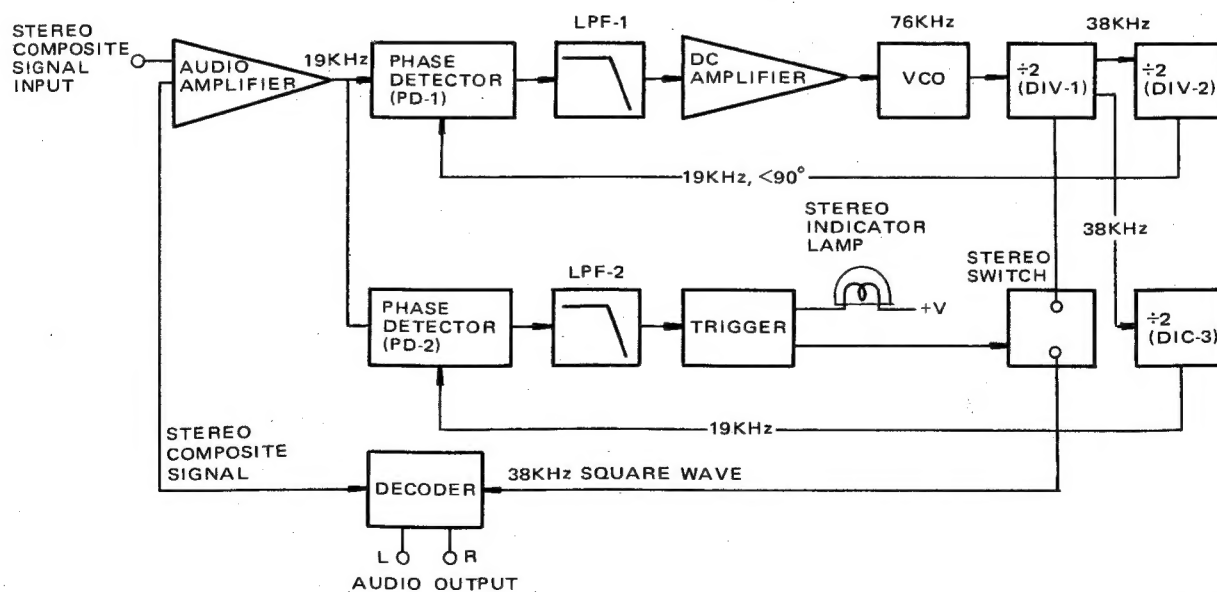 STEREO
COMPOSITE
SIGNAL
INPUT
AUDIO
AMPLIFIER
19KHz
PHASE
DETECTOR
(PD-1)
LPF-1
DC
AMPLIFIER
76KHz
VCO
÷2
(DIV-1)
38KHz
÷2
(DIV-2)
19KHz, <90°
38KHz
PHASE
DETECTOR
(PD-2)
LPF-2
TRIGGER
STEREO
INDICATOR
LAMP
+V
STEREO
SWITCH
÷2
(DIC-3)
19KHz
STEREO
COMPOSITE
SIGNAL
DECODER
38KHz SQUARE WAVE
L
R
AUDIO OUTPUT